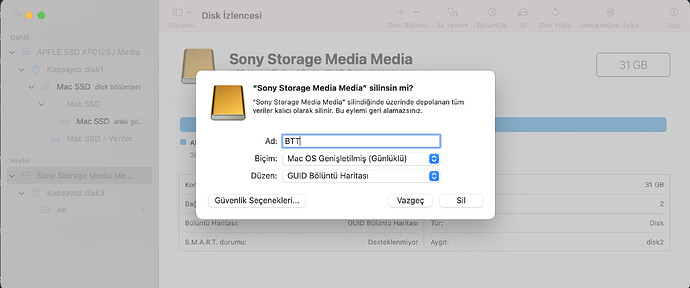 Disk İzlencesi
Görünüm
Disk Bölümü
İlk Yardım
Bölüntüle
Sil
Geri Yükle
Bilgi
Dahili
APPLE SSD AP0128J Media
Kapsayıcı disk1
Mac SSD disk bölümleri
Mac SSD
Mac SSD anlık gö...
Mac SSD - Veriler
Harici
Sony Storage Media Me...
Kapsayıcı disk3
AK
Sony Storage Media Media
31 GB
"Sony Storage Media Media" silinsin mi?
"Sony Storage Media Media" silindiğinde üzerinde depolanan tüm
veriler kalıcı olarak silinir. Bu eylemi geri alamazsınız.
Ad: BTT
Biçim: Mac OS Genişletilmiş (Günlüklü)
Düzen: GUID Bölüntü Haritası
Güvenlik Seçenekleri...
Vazgeç
Sil
31 GB
2
Bölüntü Haritası: GUID Bölüntü Haritası
Tür: Disk
S.M.A.R.T. durumu: Desteklenmiyor
Aygıt: disk2